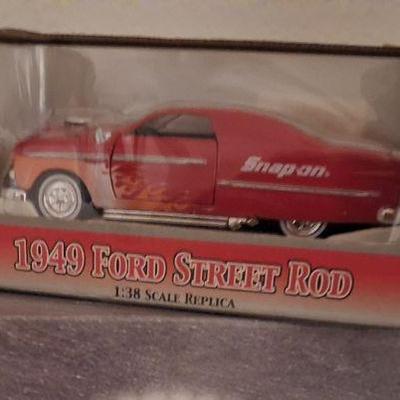 Snap-on
1949 FORD STREET ROD
1:38 SCALE REPLICA